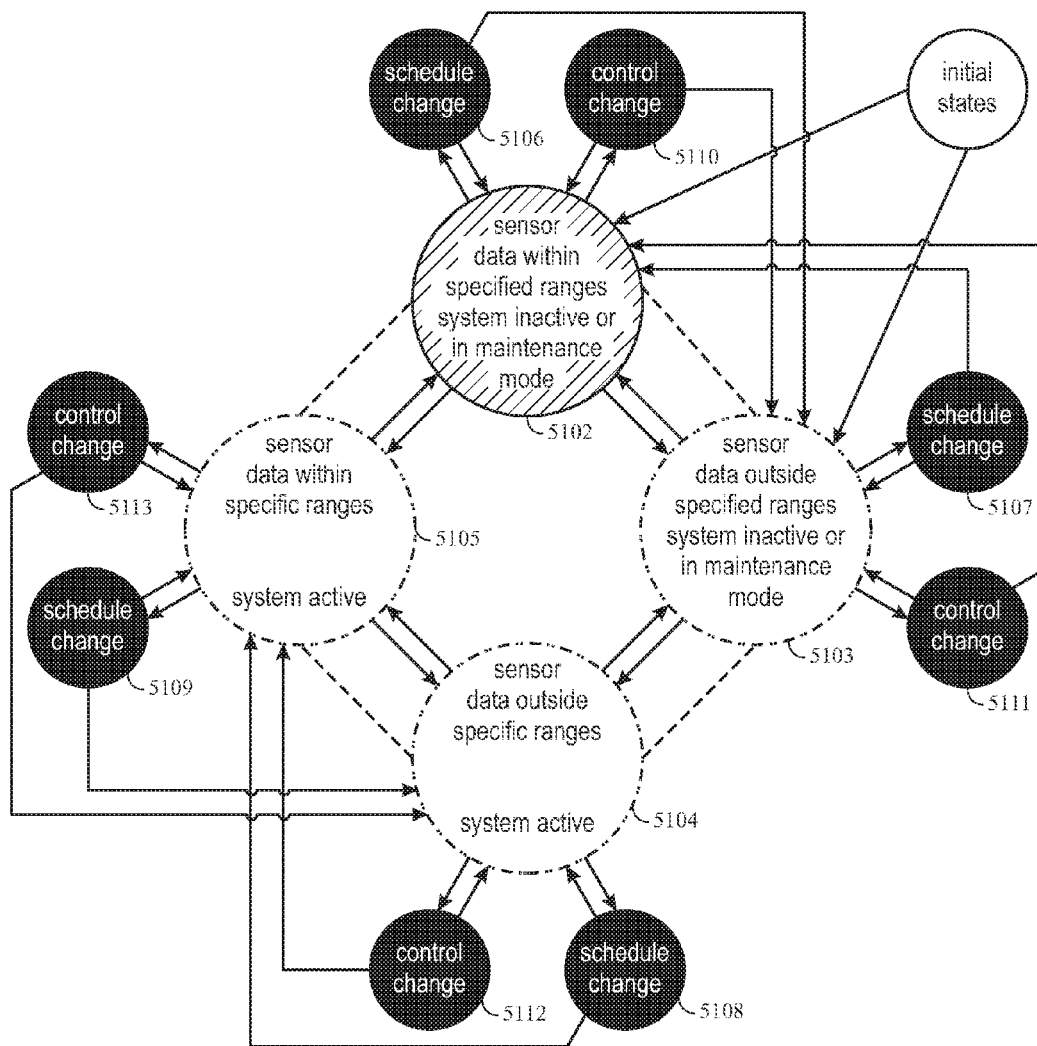 schedule
change
5106
control
change
5110
initial
states
sensor
data within
specified ranges
system inactive or
in maintenance
mode
5102
control
change
5113
sensor
data within
specific ranges
system active
5105
sensor
data outside
specified ranges
system inactive or
in maintenance
mode
5103
schedule
change
5107
schedule
change
5109
control
change
5111
sensor
data outside
specific ranges
system active
5104
control
change
5112
schedule
change
5108